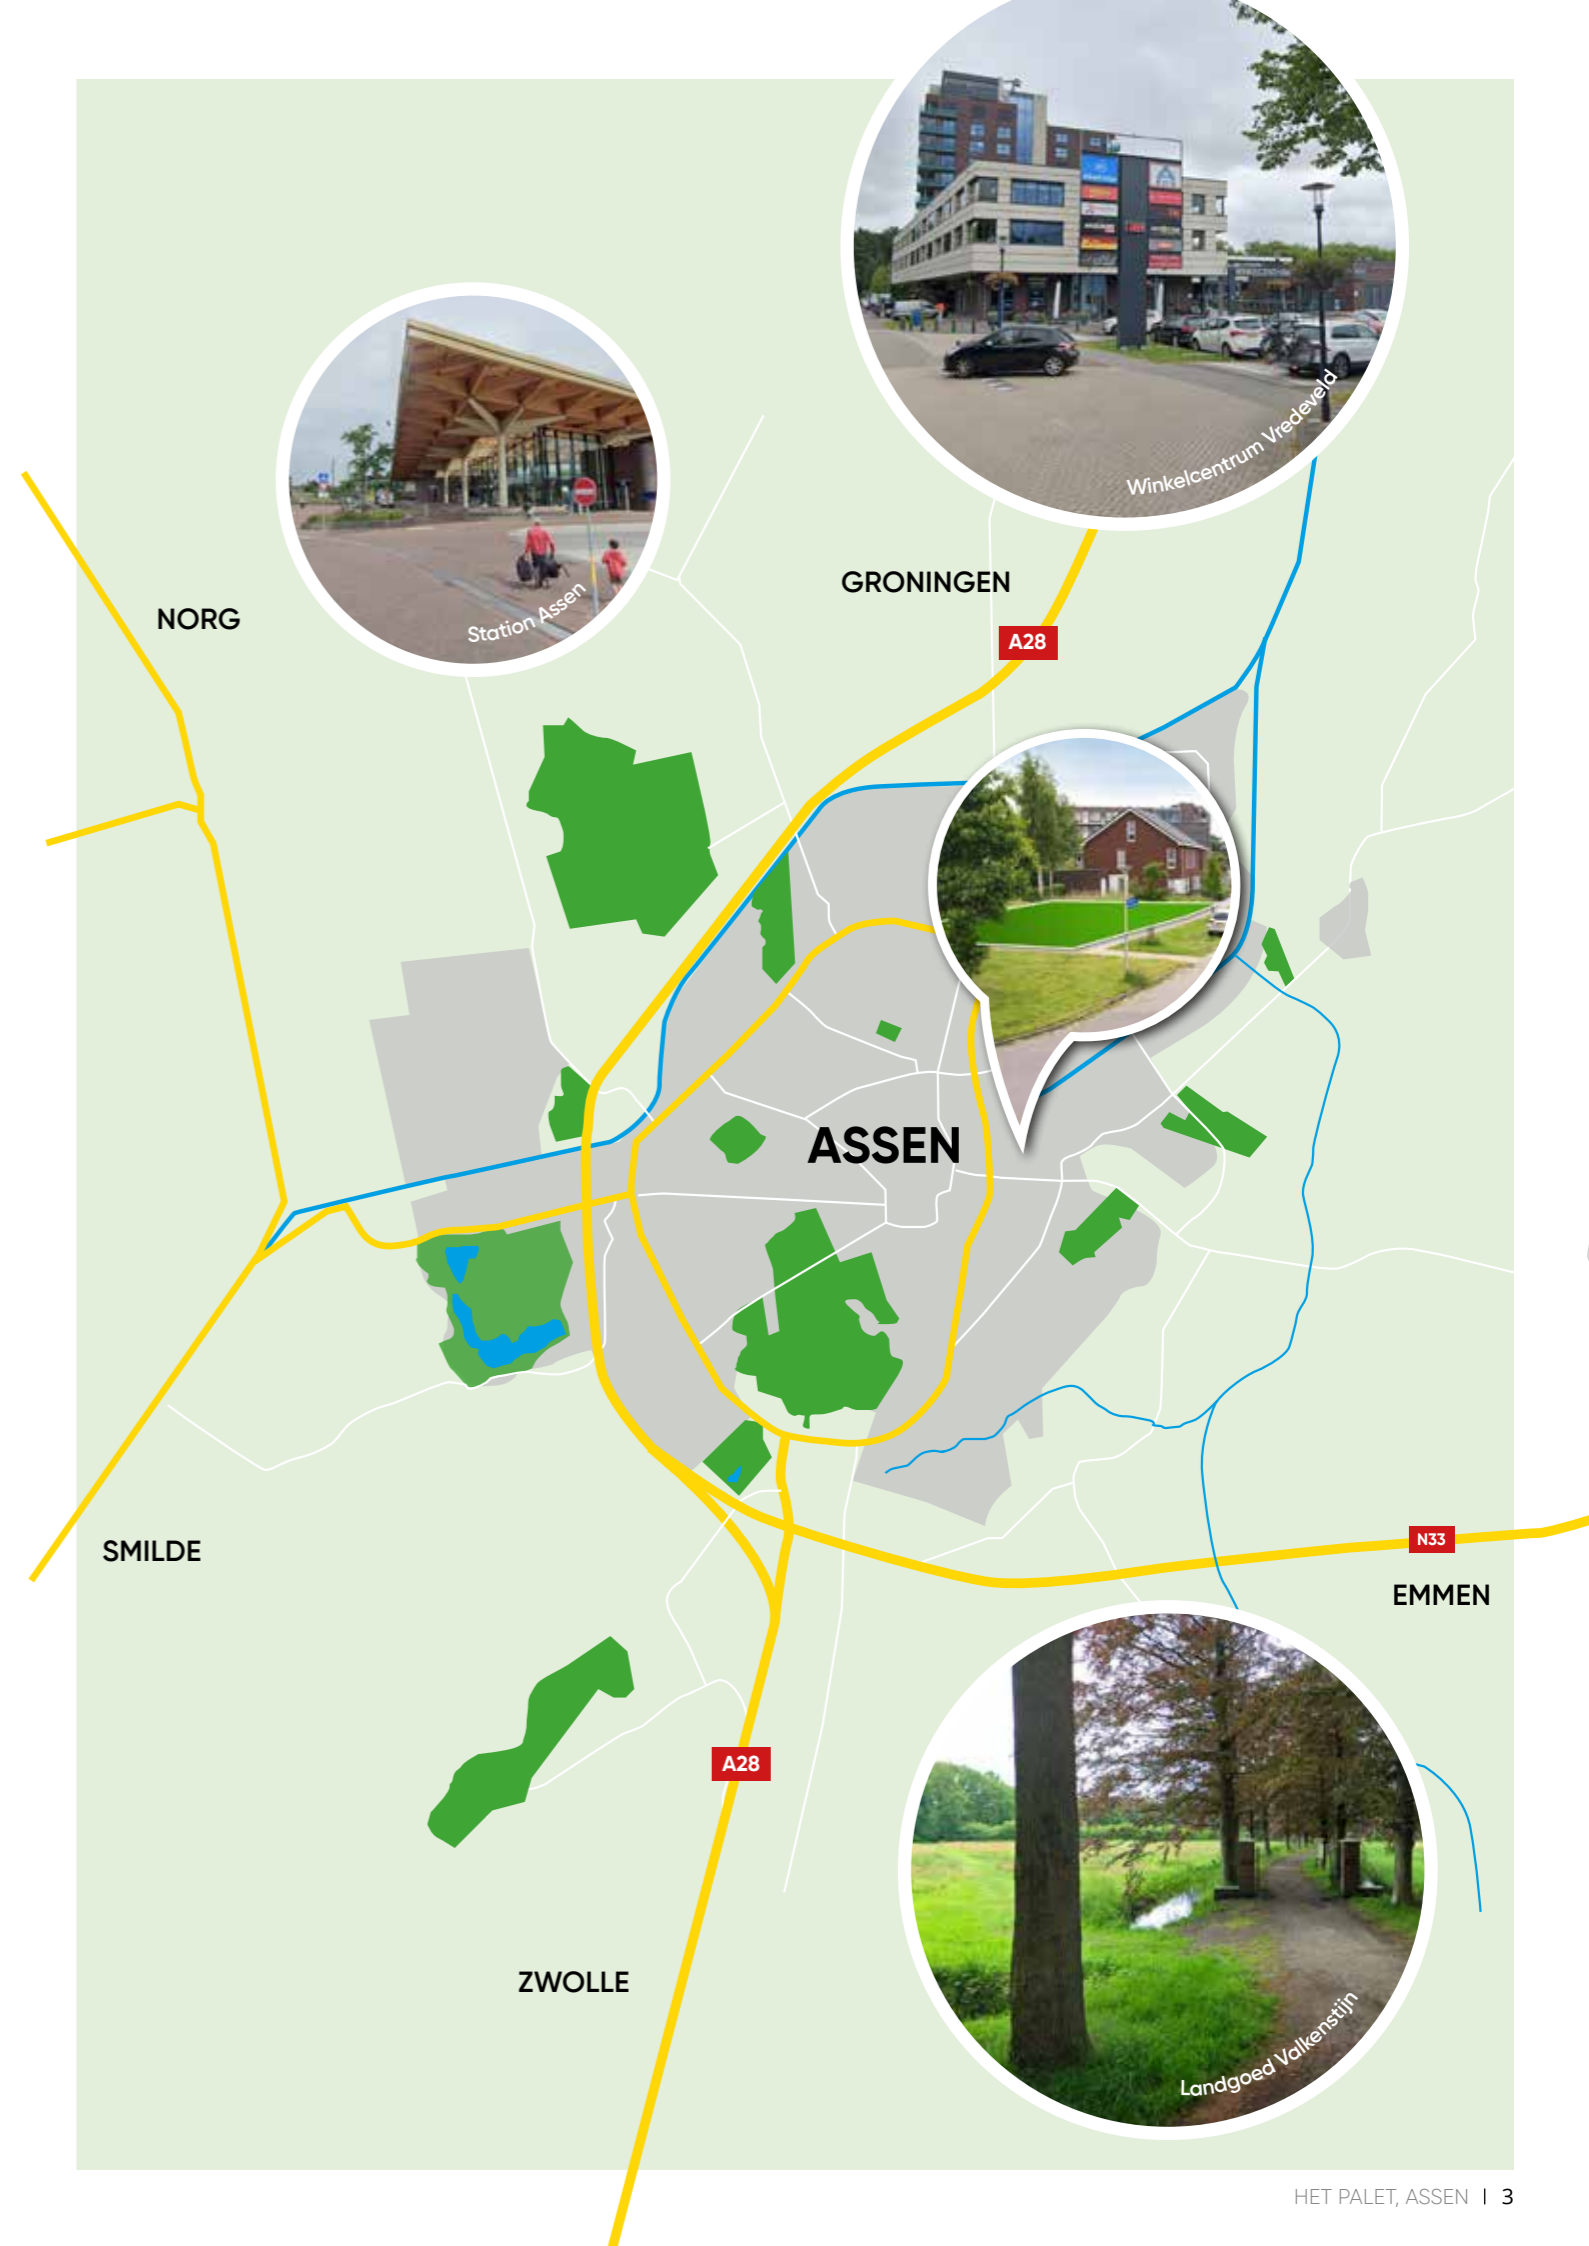 Winkelcentrum Vredeveld
Station Assen
GRONINGEN
NORG
A28
ASSEN
SMILDE
N33
EMMEN
A28
ZWOLLE
Landgoed Valkenstijn
HET PALET, ASSEN | 3